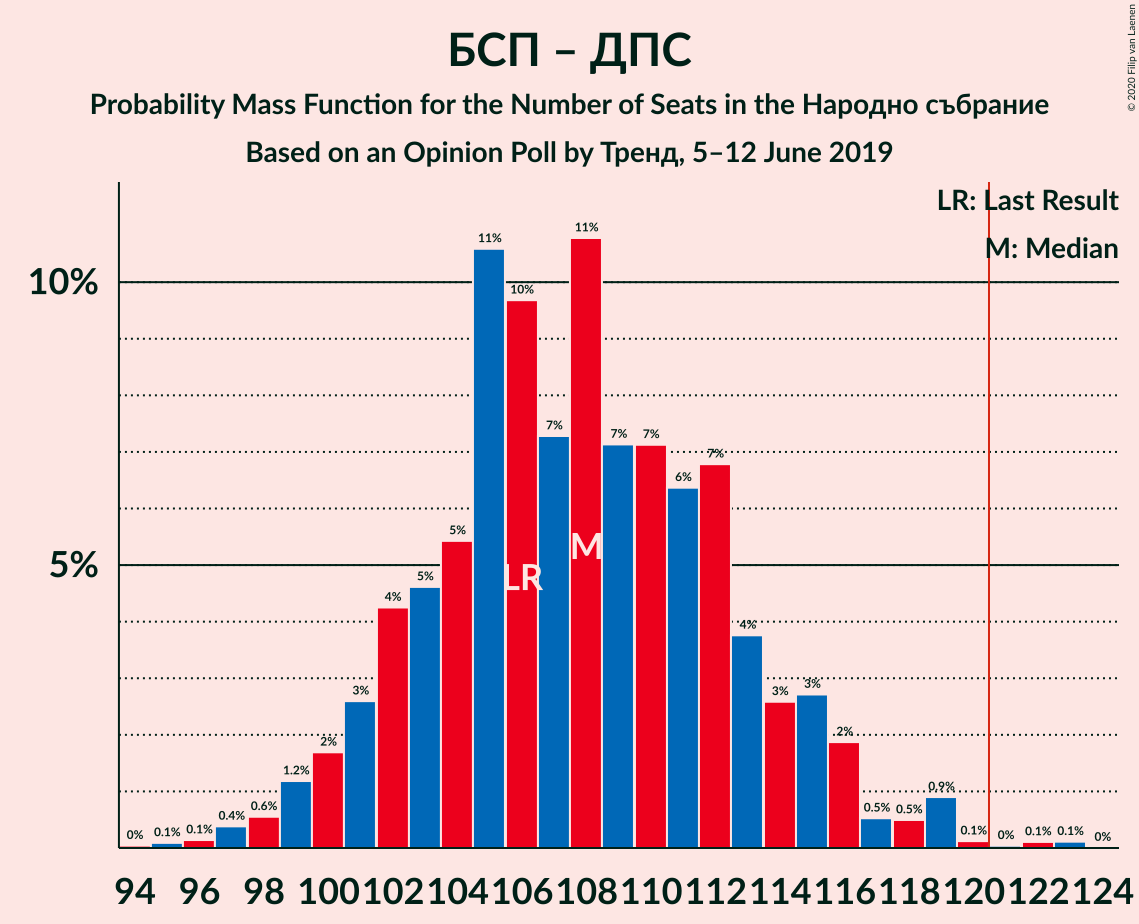 БСП – ДПС
Probability Mass Function for the Number of Seats in the Народно събрание
Based on an Opinion Poll by Тренд, 5–12 June 2019
© 2020 Filip van Laenen
LR: Last Result
M: Median
10%
5%
0% 0.1% 0.1% 0.4% 0.6% 1.2% 2% 3% 4% 5% 5% 11% 10% 7% 11% 7% 7% 6% 7% 4% 3% 3% 2% 0.5% 0.5% 0.9% 0.1% 0% 0.1% 0.1% 0%
LR
M
94 96 98 100 102 104 106 108 110 112 114 116 118 120 122 124